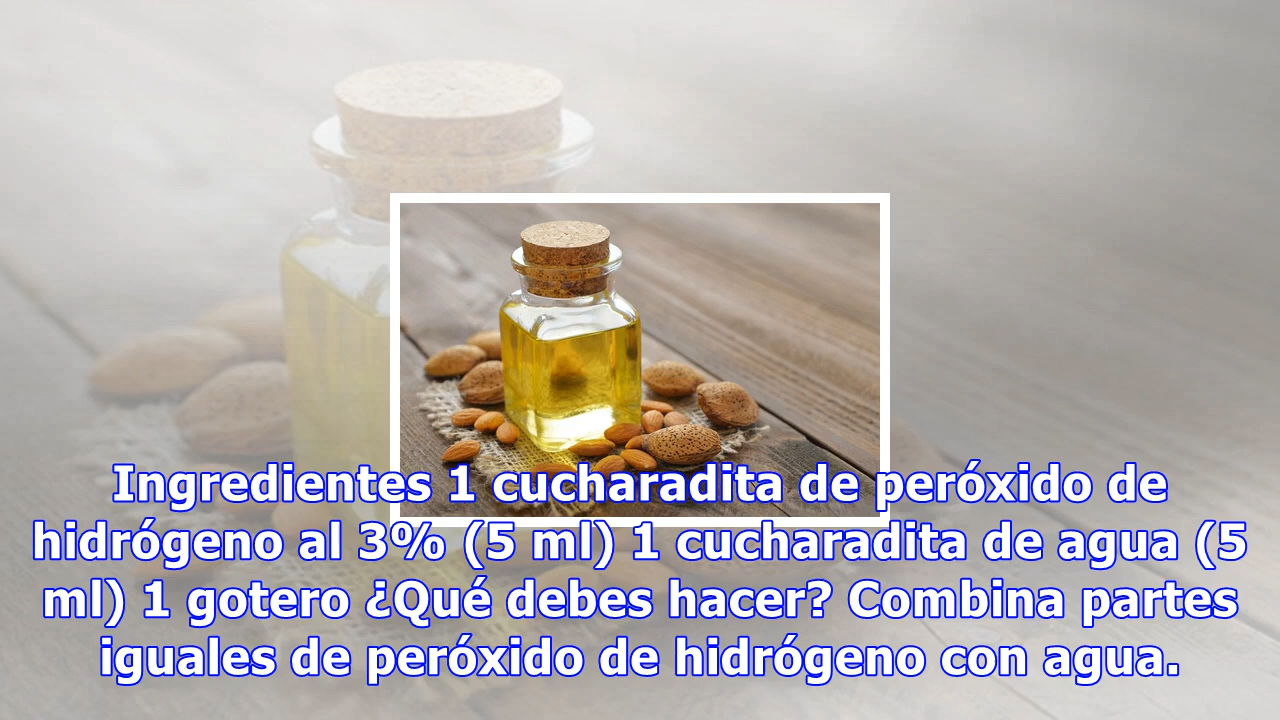 Ingredientes 1 cucharadita de peróxido de
hidrógeno al 3% (5 ml) 1 cucharadita de agua (5
ml) 1 gotero ¿Qué debes hacer? Combina partes
iguales de peróxido de hidrógeno con agua.